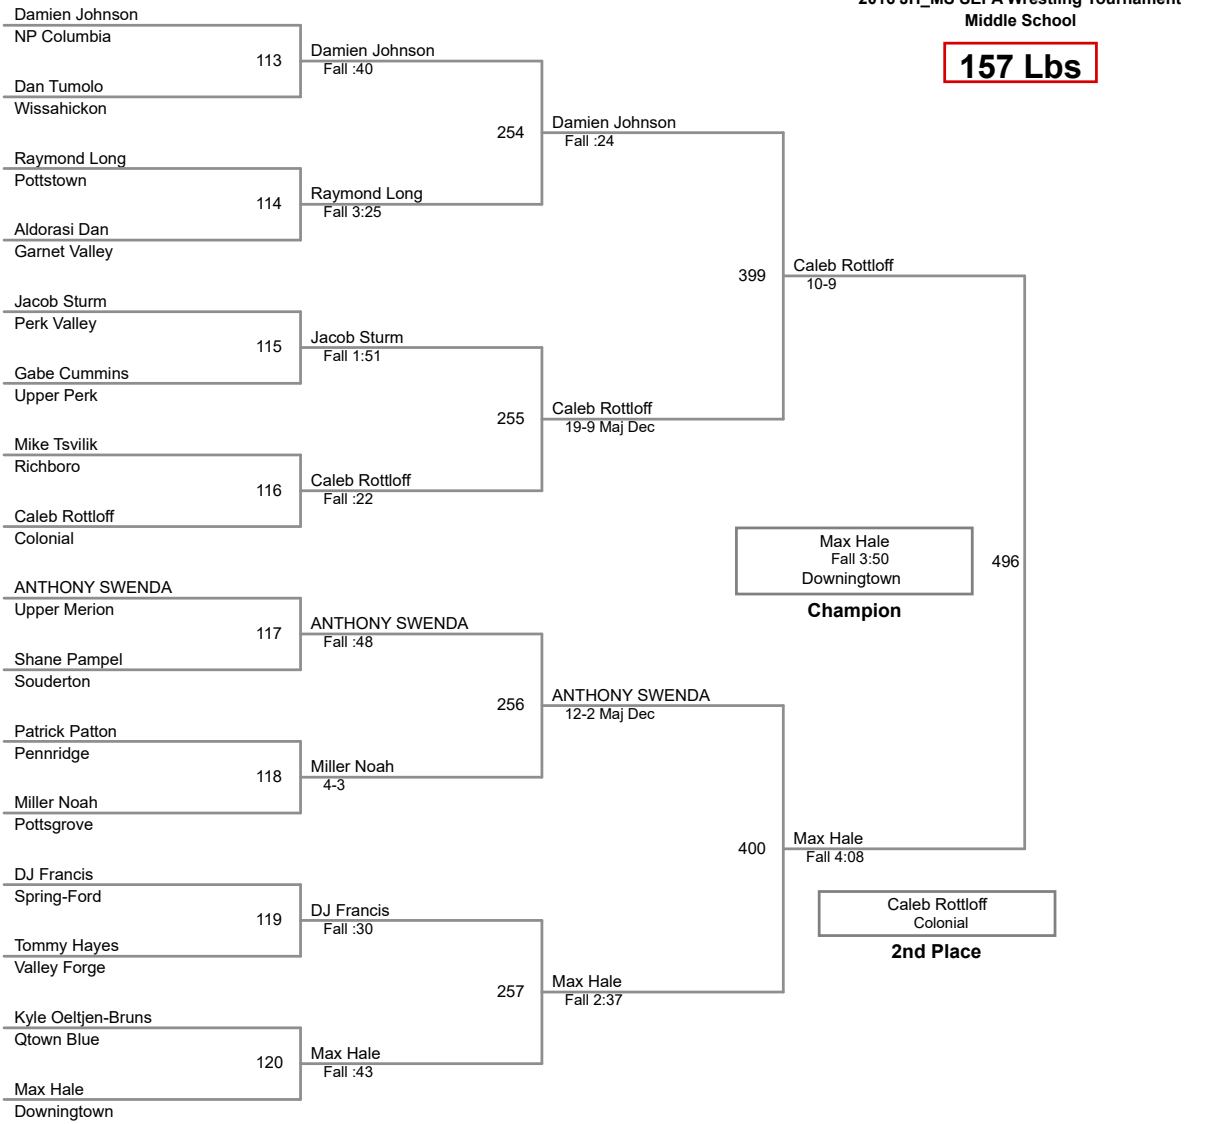 2016 JH_MS SEPA Wrestling Tournament
Middle School
157 Lbs
Damien Johnson
NP Columbia
113
Dan Tumolo
Wissahickon
Damien Johnson
Fall :40
Raymond Long
Pottstown
114
Aldorasi Dan
Garnet Valley
Raymond Long
Fall 3:25
254
Damien Johnson
Fall :24
Jacob Sturm
Perk Valley
115
Gabe Cummins
Upper Perk
Jacob Sturm
Fall 1:51
Mike Tsvilik
Richboro
116
Caleb Rottloff
Colonial
Caleb Rottloff
Fall :22
255
Caleb Rottloff
19-9 Maj Dec
399
Caleb Rottloff
10-9
ANTHONY SWENDA
Upper Merion
117
Shane Pampel
Souderton
ANTHONY SWENDA
Fall :48
Patrick Patton
Pennridge
118
Miller Noah
Pottsgrove
Miller Noah
4-3
256
ANTHONY SWENDA
12-2 Maj Dec
DJ Francis
Spring-Ford
119
Tommy Hayes
Valley Forge
DJ Francis
Fall :30
Kyle Oeltjen-Bruns
Qtown Blue
120
Max Hale
Downingtown
Max Hale
Fall :43
257
Max Hale
Fall 2:37
400
Max Hale
Fall 4:08
496
Max Hale
Fall 3:50
Downingtown
Champion
Caleb Rottloff
Colonial
2nd Place